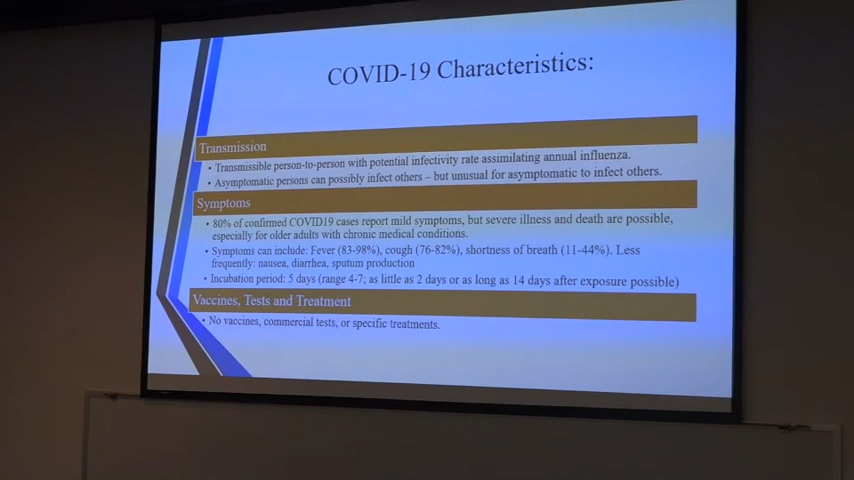 COVID-19 Characteristics:
Transmission
• Transmissible person-to-person with potential infectivity rate assimilating annual influenza.
• Asymptomatic persons can possibly infect others – but unusual for asymptomatic to infect others.
Symptoms
• 80% of confirmed COVID19 cases report mild symptoms, but severe illness and death are possible,
especially for older adults with chronic medical conditions.
• Symptoms can include: Fever (83-98%), cough (76-82%), shortness of breath (11-44%). Less
frequently: nausea, diarrhea, sputum production
• Incubation period: 5 days (range 4-7; as little as 2 days or as long as 14 days after exposure possible)
Vaccines, Tests and Treatment
• No vaccines, commercial tests, or specific treatments.